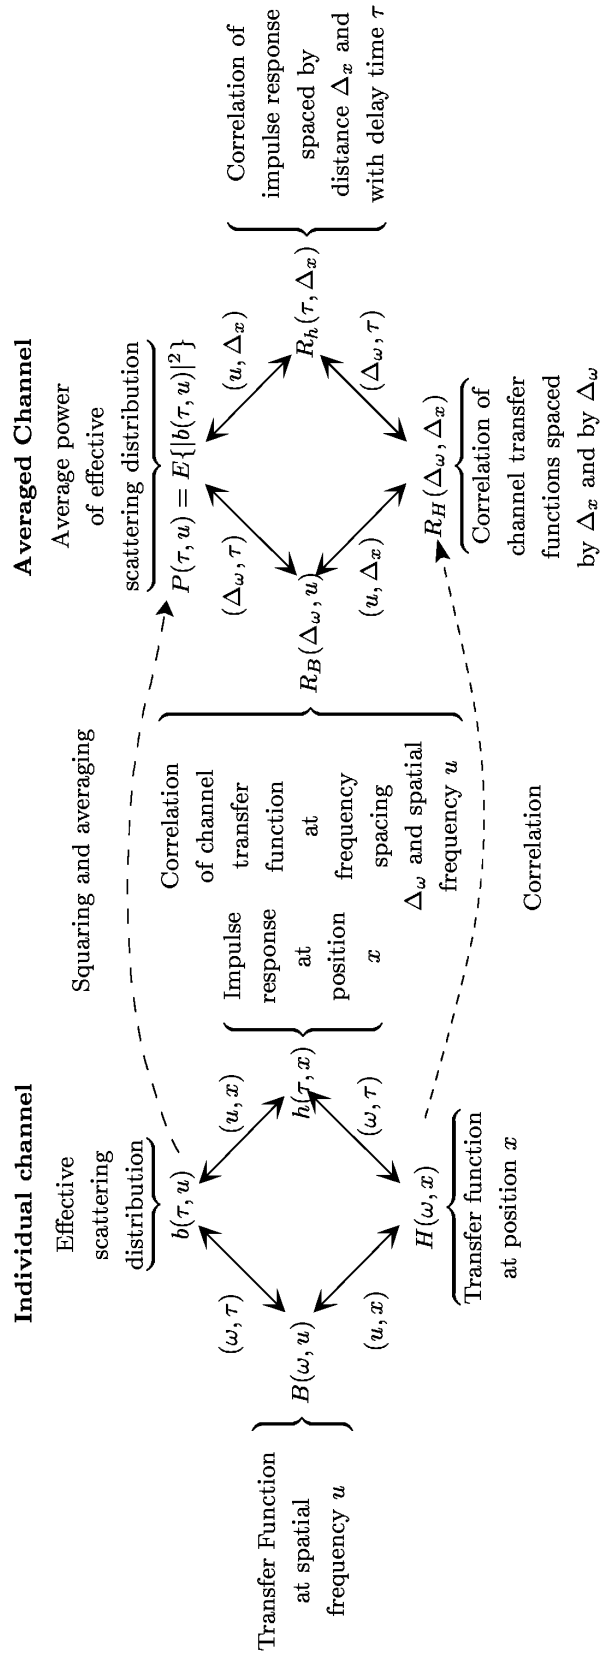 Individual channel
Effective
scattering
distribution
b(τ, u)
(ω, τ)
(u, x)
Transfer Function
at spatial
frequency u
B(ω, u)
h(τ, x)
Impulse
response
at
position
x
(u, x)
(ω, τ)
H(ω, x)
Transfer function
at position x
Squaring and averaging
Correlation
Averaged Channel
Average power
of effective
scattering distribution
P(τ, u) = E{|b(τ, u)|²}
(Δω, τ)
(u, Δx)
Correlation
of channel
transfer
function
at
frequency
spacing
Δω and spatial
frequency u
R_B(Δω, u)
R_h(τ, Δx)
Correlation of
impulse response
spaced by
distance Δx and
with delay time τ
(u, Δx)
(Δω, τ)
R_H(Δω, Δx)
Correlation of
channel transfer
functions spaced
by Δx and by Δω